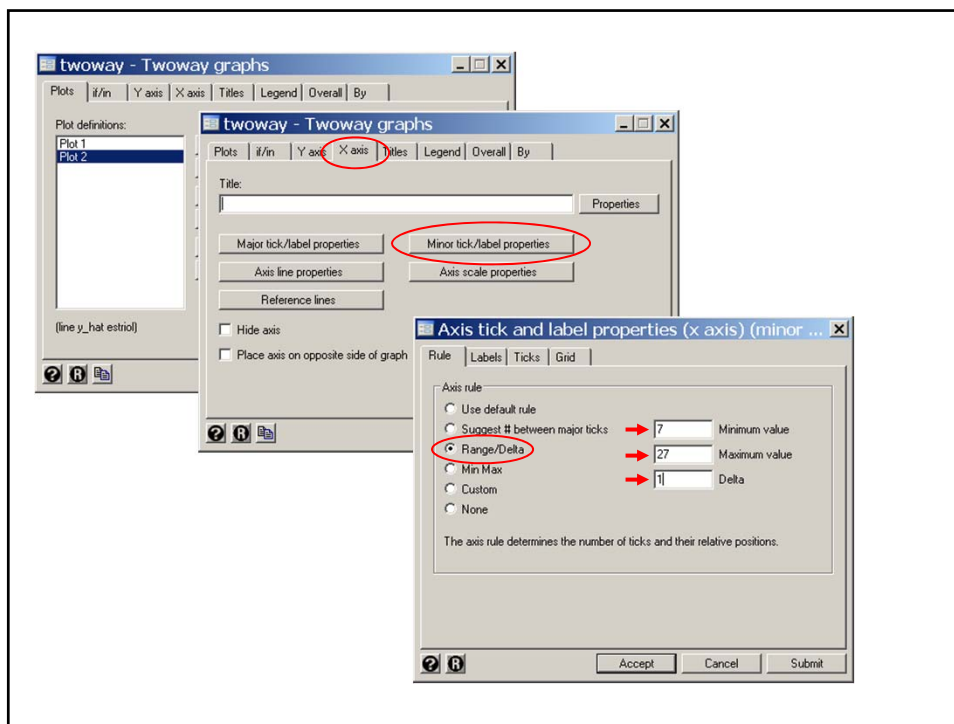 twoway - Twoway graphs
Plots if/in Y axis X axis Titles Legend Overall By
Plot definitions:
Plot 1
Plot 2
(line y_hat estriol)
twoway - Twoway graphs
Plots if/in Y axis X axis Titles Legend Overall By
Title:
Properties
Major tick/label properties Minor tick/label properties
Axis line properties Axis scale properties
Reference lines
Hide axis
Place axis on opposite side of graph
Axis tick and label properties (x axis) (minor ...
Rule Labels Ticks Grid
Axis rule
Use default rule
Suggest # between major ticks 7 Minimum value
Range/Delta 27 Maximum value
Min Max 1 Delta
Custom
None
The axis rule determines the number of ticks and their relative positions.
Accept Cancel Submit